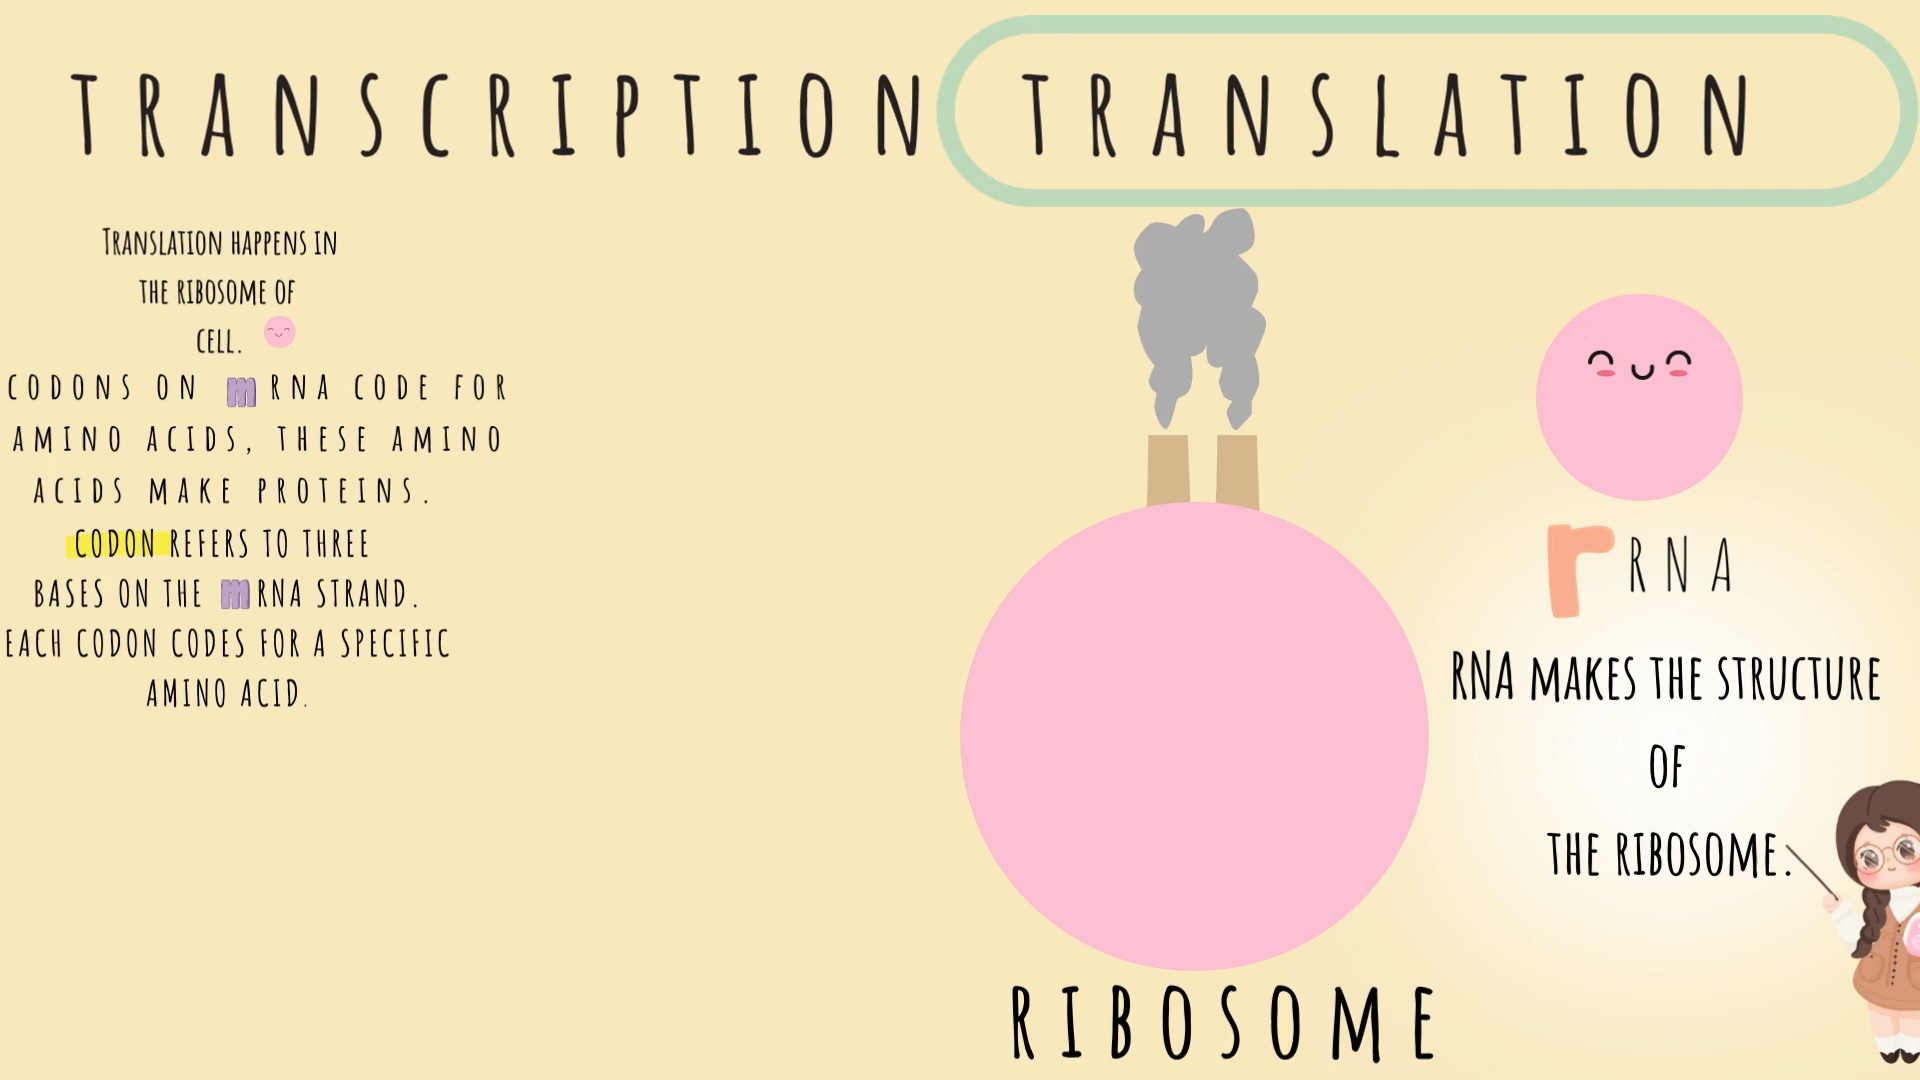 TRANSCRIPTION TRANSLATION
TRANSLATION HAPPENS IN
THE RIBOSOME OF
CELL.
CODONS ON mRNA CODE FOR
AMINO ACIDS, THESE AMINO
ACIDS MAKE PROTEINS.
CODON REFERS TO THREE
BASES ON THE mRNA STRAND.
EACH CODON CODES FOR A SPECIFIC
AMINO ACID.
RIBOSOME
rRNA
RNA MAKES THE STRUCTURE
OF
THE RIBOSOME.